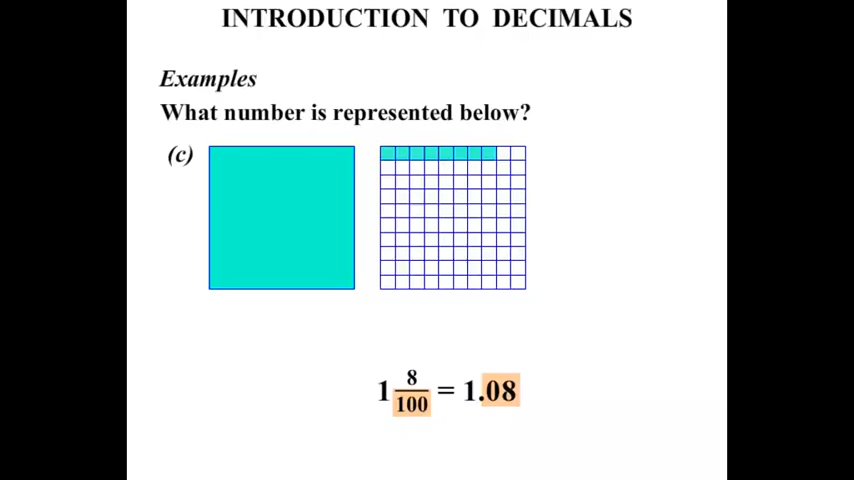 INTRODUCTION TO DECIMALS
Examples
What number is represented below?
(c)
1 8/100 = 1.08